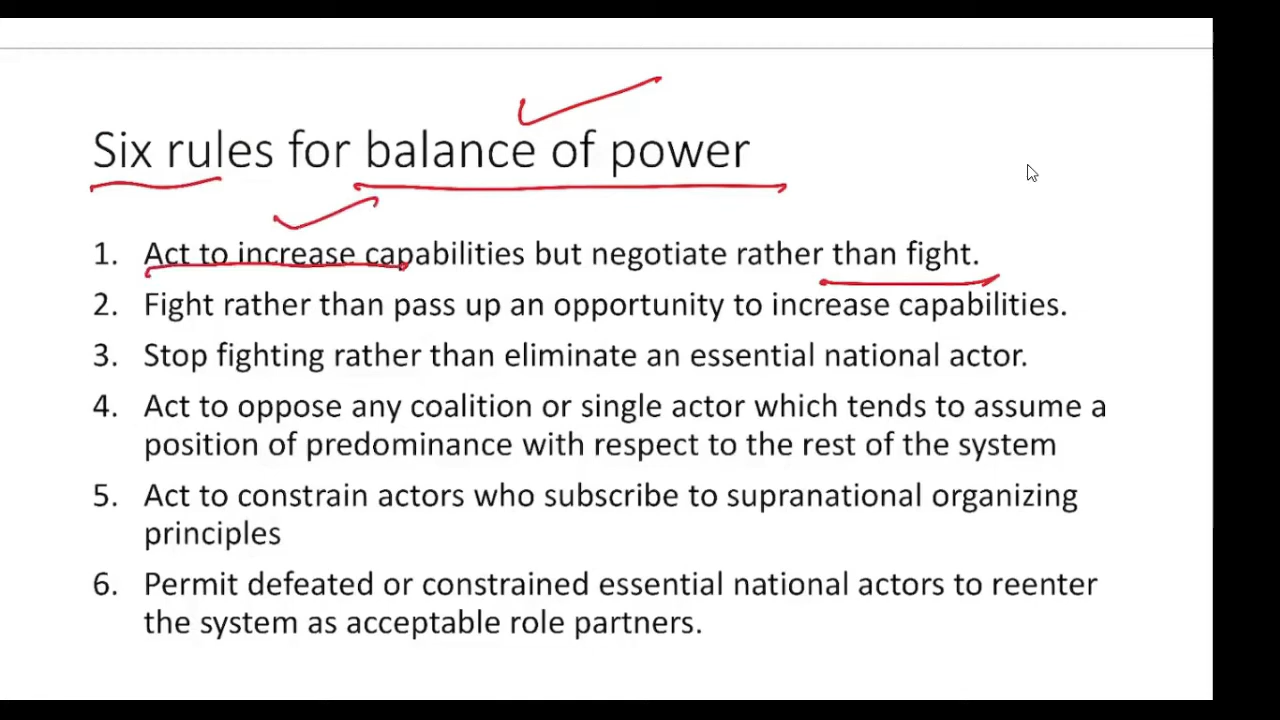 Six rules for balance of power
1. Act to increase capabilities but negotiate rather than fight.
2. Fight rather than pass up an opportunity to increase capabilities.
3. Stop fighting rather than eliminate an essential national actor.
4. Act to oppose any coalition or single actor which tends to assume a
position of predominance with respect to the rest of the system
5. Act to constrain actors who subscribe to supranational organizing
principles
6. Permit defeated or constrained essential national actors to reenter
the system as acceptable role partners.